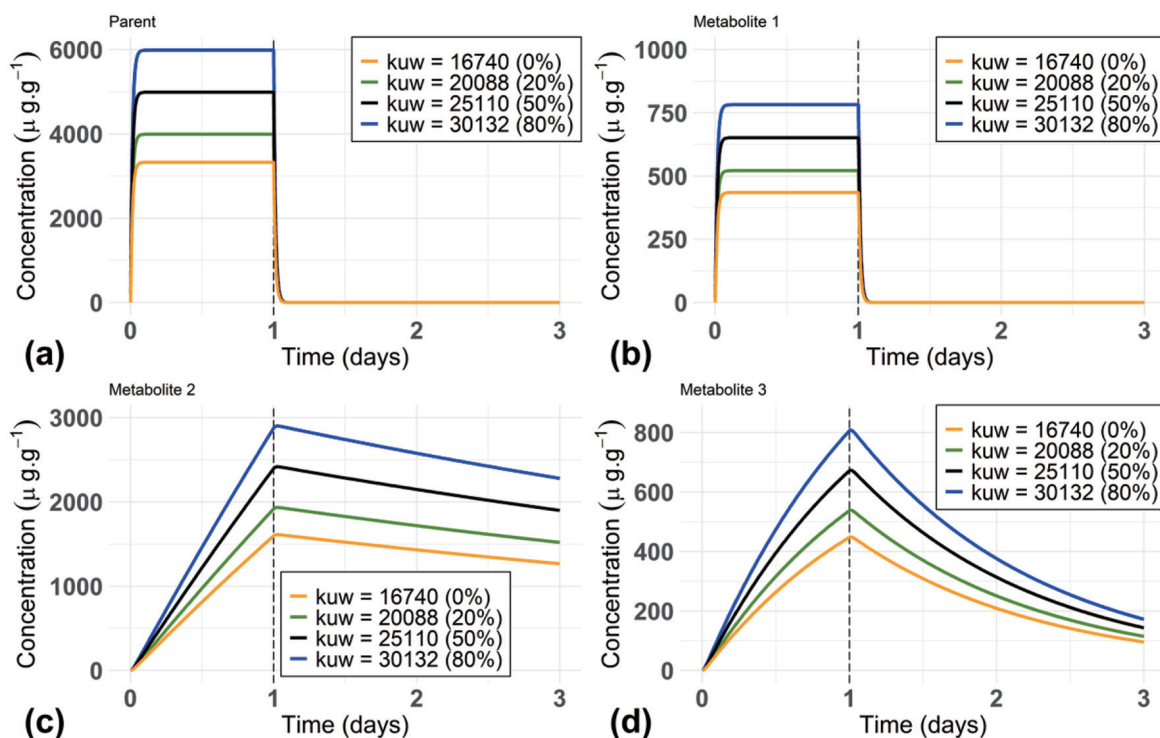 Parent
Concentration (μ g.g⁻¹)
6000
4000
2000
0
kuw = 16740 (0%)
kuw = 20088 (20%)
kuw = 25110 (50%)
kuw = 30132 (80%)
0 1 2 3
Time (days)
(a)
Metabolite 1
Concentration (μ g.g⁻¹)
1000
750
500
250
0
kuw = 16740 (0%)
kuw = 20088 (20%)
kuw = 25110 (50%)
kuw = 30132 (80%)
0 1 2 3
Time (days)
(b)
Metabolite 2
Concentration (μ g.g⁻¹)
3000
2000
1000
0
kuw = 16740 (0%)
kuw = 20088 (20%)
kuw = 25110 (50%)
kuw = 30132 (80%)
0 1 2 3
Time (days)
(c)
Metabolite 3
Concentration (μ g.g⁻¹)
800
600
400
200
0
kuw = 16740 (0%)
kuw = 20088 (20%)
kuw = 25110 (50%)
kuw = 30132 (80%)
0 1 2 3
Time (days)
(d)